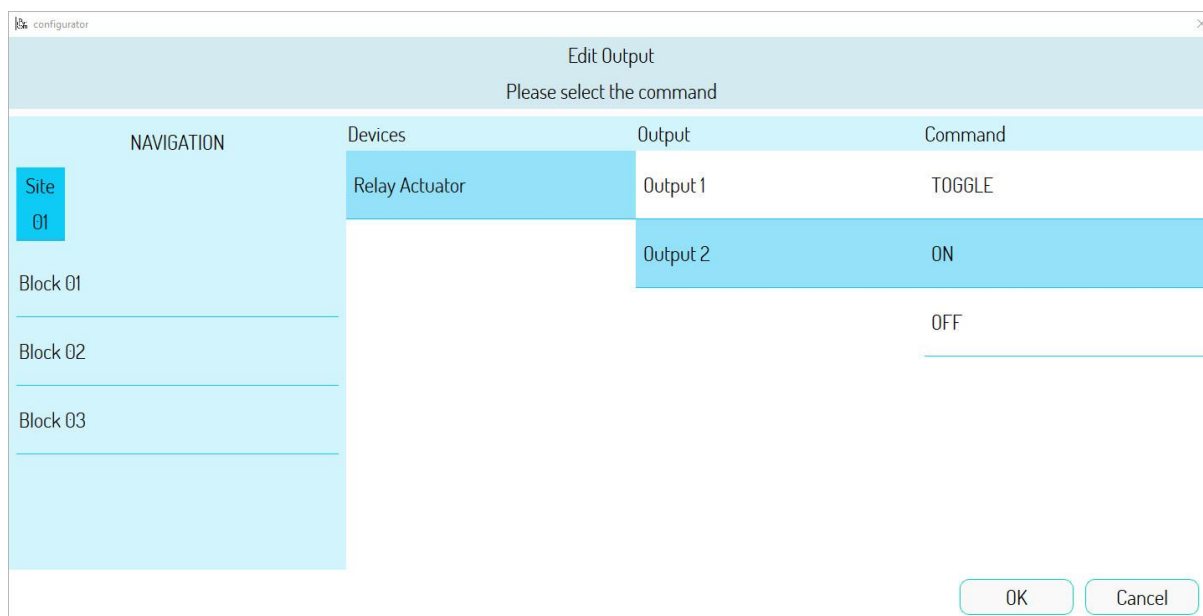 configurator
Edit Output
Please select the command
NAVIGATION
Site
01
Block 01
Block 02
Block 03
Devices
Relay Actuator
Output
Output 1
Output 2
Command
TOGGLE
ON
OFF
OK
Cancel